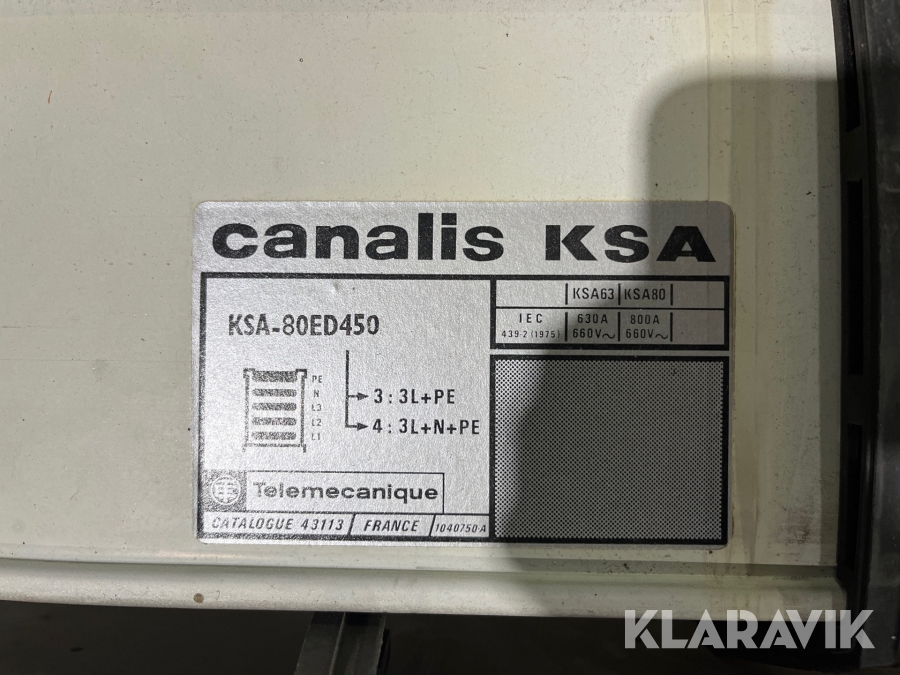 canalis KSA
KSA-80ED450
3 : 3L+PE
4 : 3L+N+PE
PE
N
L3
L2
L1
KSA63 KSA80
IEC 630A 800A
439-2 (1975) 660V~ 660V~
Telemecanique
CATALOGUE 43113 / FRANCE / 1040750 A
KLARAVIK